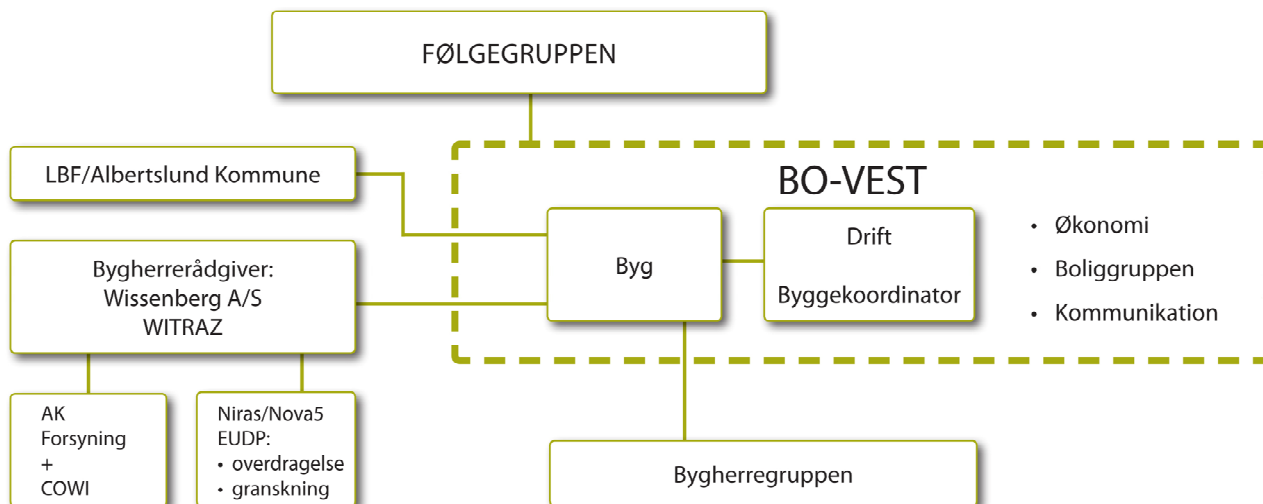 FØLGEGRUPPEN
LBF/Albertslund Kommune
BO-VEST
Bygherrerådgiver:
Wissenberg A/S
WITRAZ
Byg
Drift
Byggekoordinator
• Økonomi
• Boliggruppen
• Kommunikation
AK
Forsyning
+
COWI
Niras/Nova5
EUDP:
• overdragelse
• granskning
Bygherregruppen